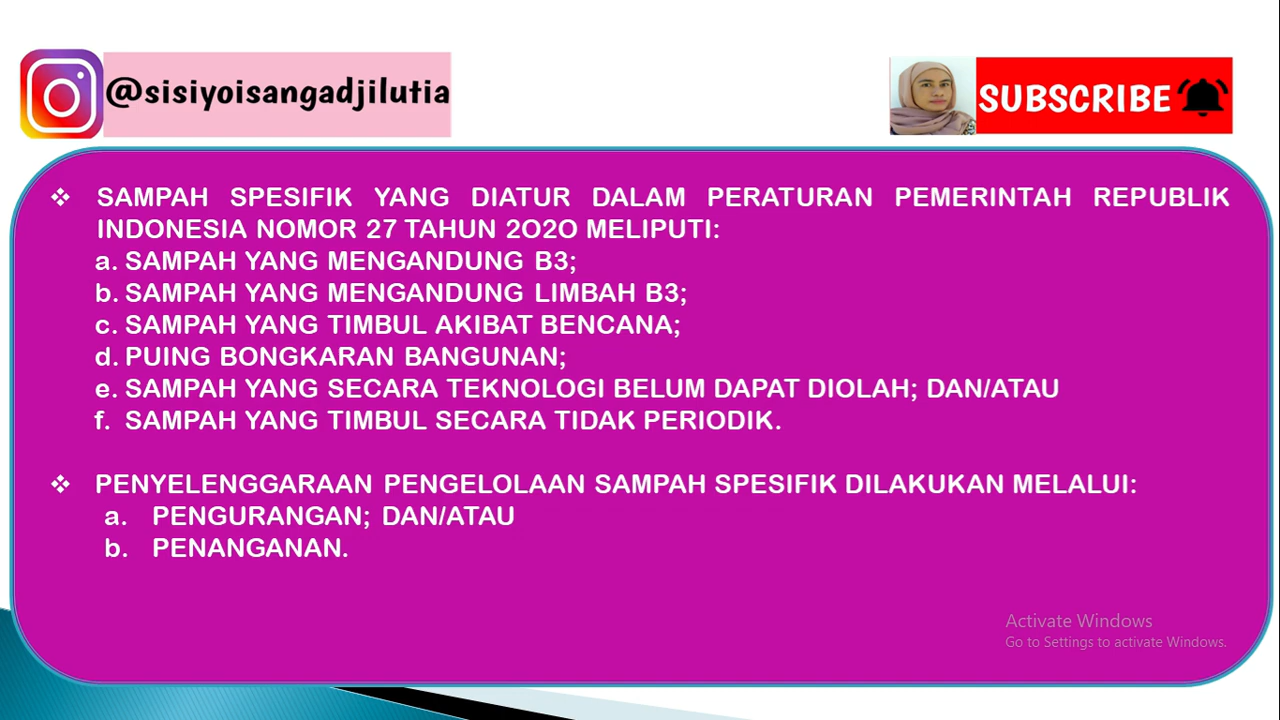 @sisiyoisangadjilutia
SUBSCRIBE
❖ SAMPAH SPESIFIK YANG DIATUR DALAM PERATURAN PEMERINTAH REPUBLIK
INDONESIA NOMOR 27 TAHUN 2O2O MELIPUTI:
a. SAMPAH YANG MENGANDUNG B3;
b. SAMPAH YANG MENGANDUNG LIMBAH B3;
c. SAMPAH YANG TIMBUL AKIBAT BENCANA;
d. PUING BONGKARAN BANGUNAN;
e. SAMPAH YANG SECARA TEKNOLOGI BELUM DAPAT DIOLAH; DAN/ATAU
f. SAMPAH YANG TIMBUL SECARA TIDAK PERIODIK.
❖ PENYELENGGARAAN PENGELOLAAN SAMPAH SPESIFIK DILAKUKAN MELALUI:
a. PENGURANGAN; DAN/ATAU
b. PENANGANAN.
Activate Windows
Go to Settings to activate Windows.